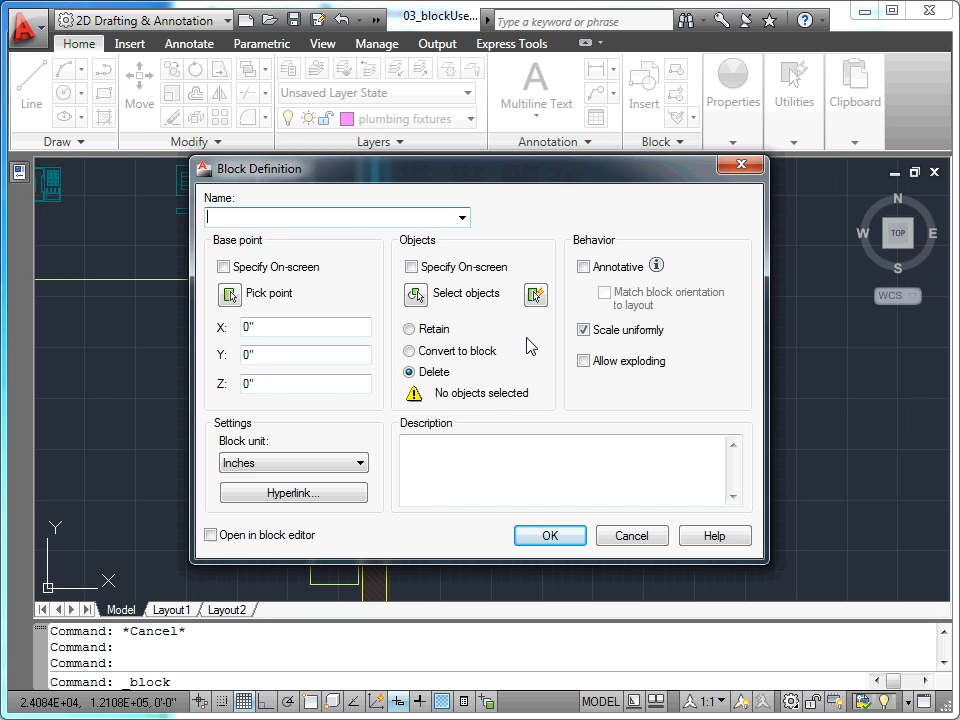 2D Drafting & Annotation
03_blockUse...
Type a keyword or phrase
Home Insert Annotate Parametric View Manage Output Express Tools
Line
Move
Unsaved Layer State
plumbing fixtures
Multiline Text
Insert
Properties
Utilities
Clipboard
Draw
Modify
Layers
Annotation
Block
Block Definition
Name:
Base point
Specify On-screen
Pick point
X: 0"
Y: 0"
Z: 0"
Objects
Specify On-screen
Select objects
Retain
Convert to block
Delete
No objects selected
Behavior
Annotative
Match block orientation
to layout
Scale uniformly
Allow exploding
Settings
Block unit:
Inches
Hyperlink...
Description
Open in block editor
OK
Cancel
Help
N
W
TOP
E
S
WCS
Y
X
Model Layout1 Layout2
Command: *Cancel*
Command:
Command:
Command: _block
2.4084E+04, 1.2108E+05, 0'-0"
MODEL
1:1